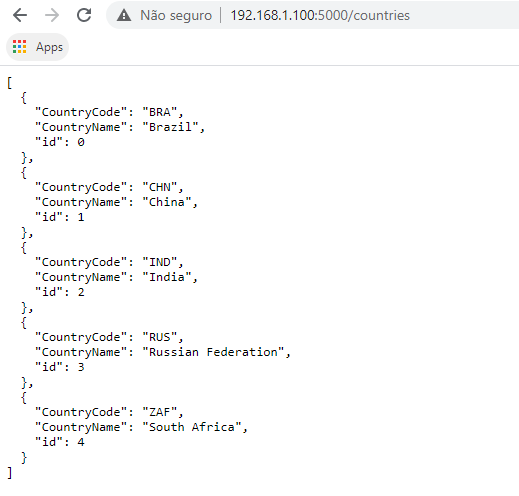 Não seguro 192.168.1.100:5000/countries
Apps
[
  {
    "CountryCode": "BRA",
    "CountryName": "Brazil",
    "id": 0
  },
  {
    "CountryCode": "CHN",
    "CountryName": "China",
    "id": 1
  },
  {
    "CountryCode": "IND",
    "CountryName": "India",
    "id": 2
  },
  {
    "CountryCode": "RUS",
    "CountryName": "Russian Federation",
    "id": 3
  },
  {
    "CountryCode": "ZAF",
    "CountryName": "South Africa",
    "id": 4
  }
]